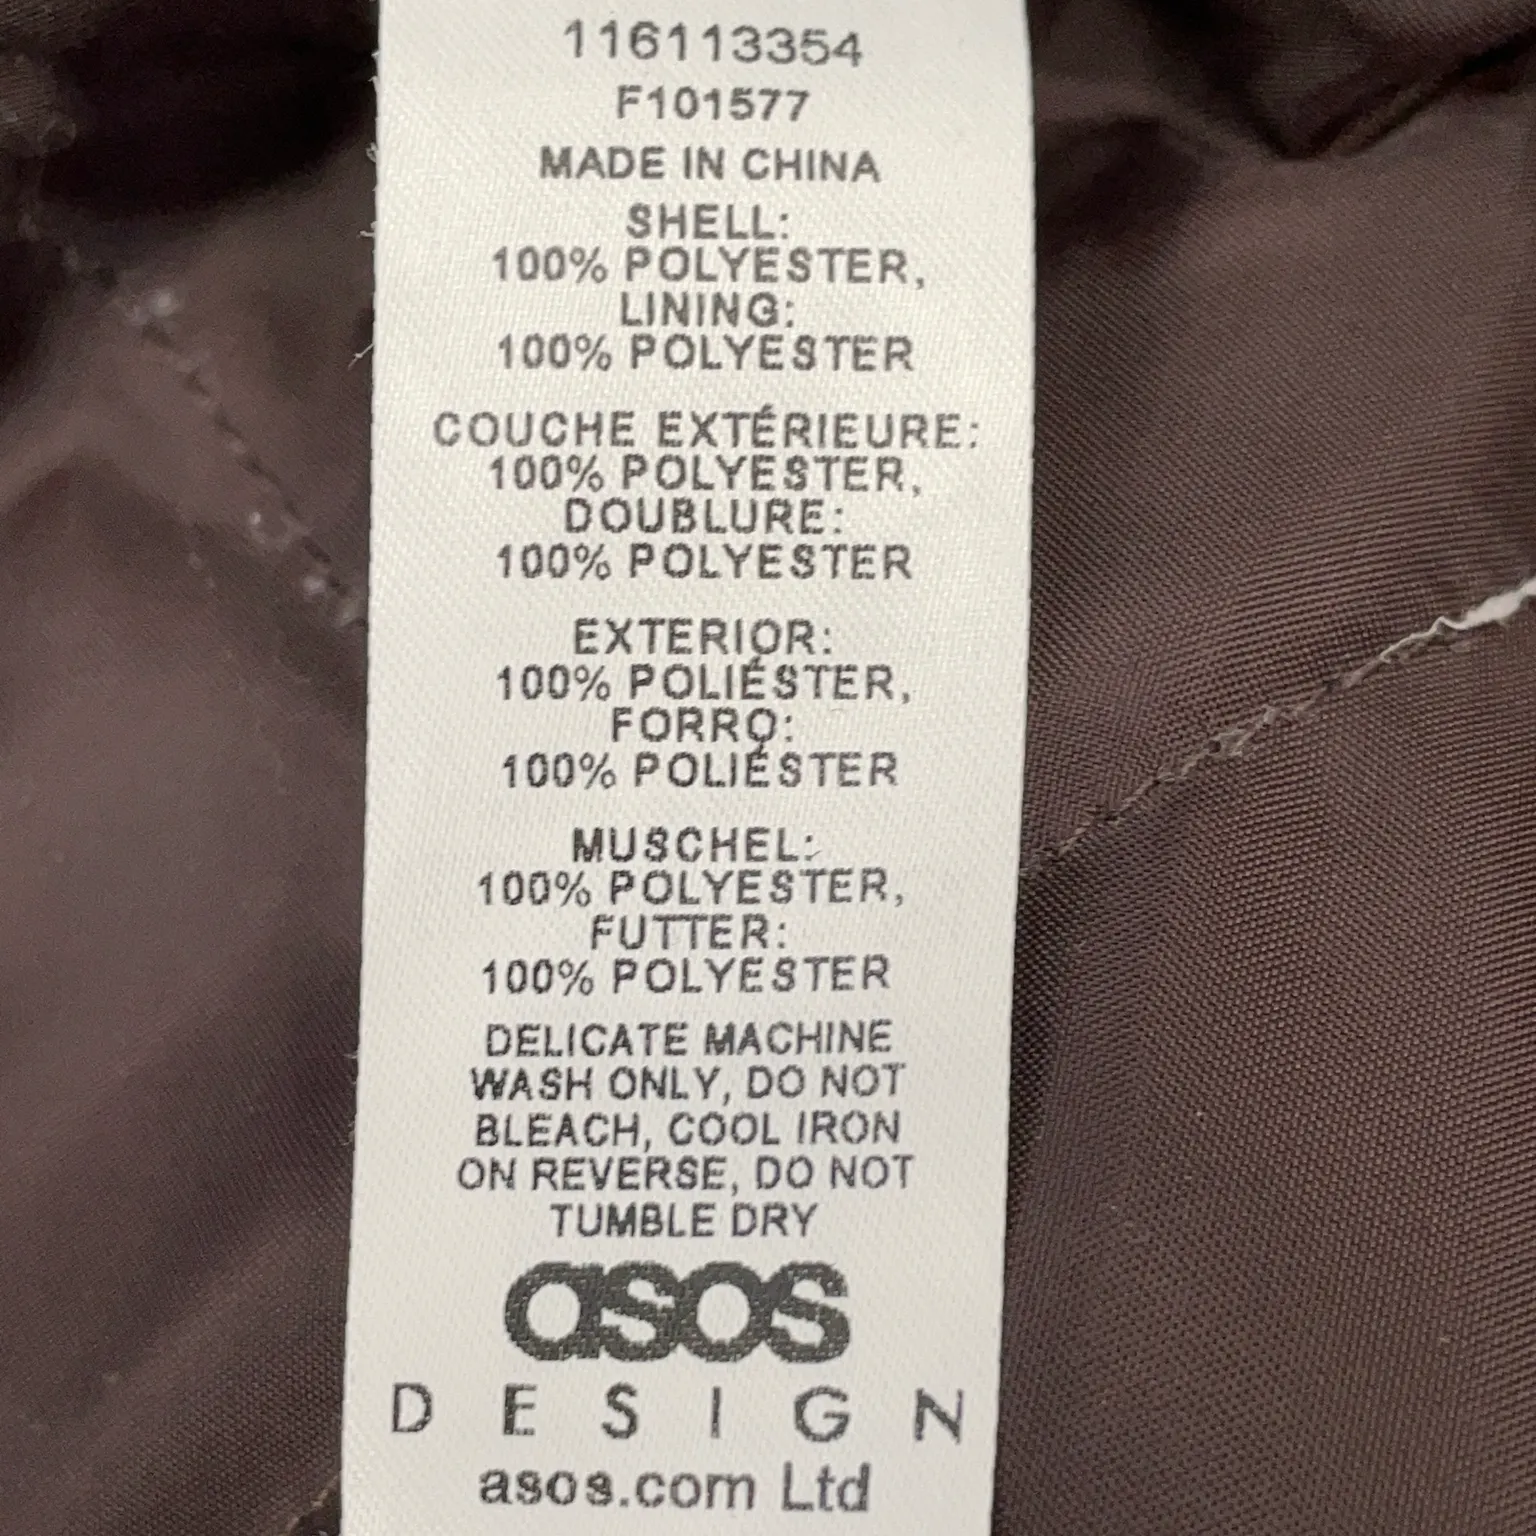 116113354
F101577
MADE IN CHINA
SHELL:
100% POLYESTER,
LINING:
100% POLYESTER
COUCHE EXTÉRIEURE:
100% POLYESTER,
DOUBLURE:
100% POLYESTER
EXTERIOR:
100% POLIÉSTER,
FORRO:
100% POLIÉSTER
MUSCHEL:
100% POLYESTER,
FUTTER:
100% POLYESTER
DELICATE MACHINE
WASH ONLY, DO NOT
BLEACH, COOL IRON
ON REVERSE, DO NOT
TUMBLE DRY
asos
DESIGN
asos.com Ltd